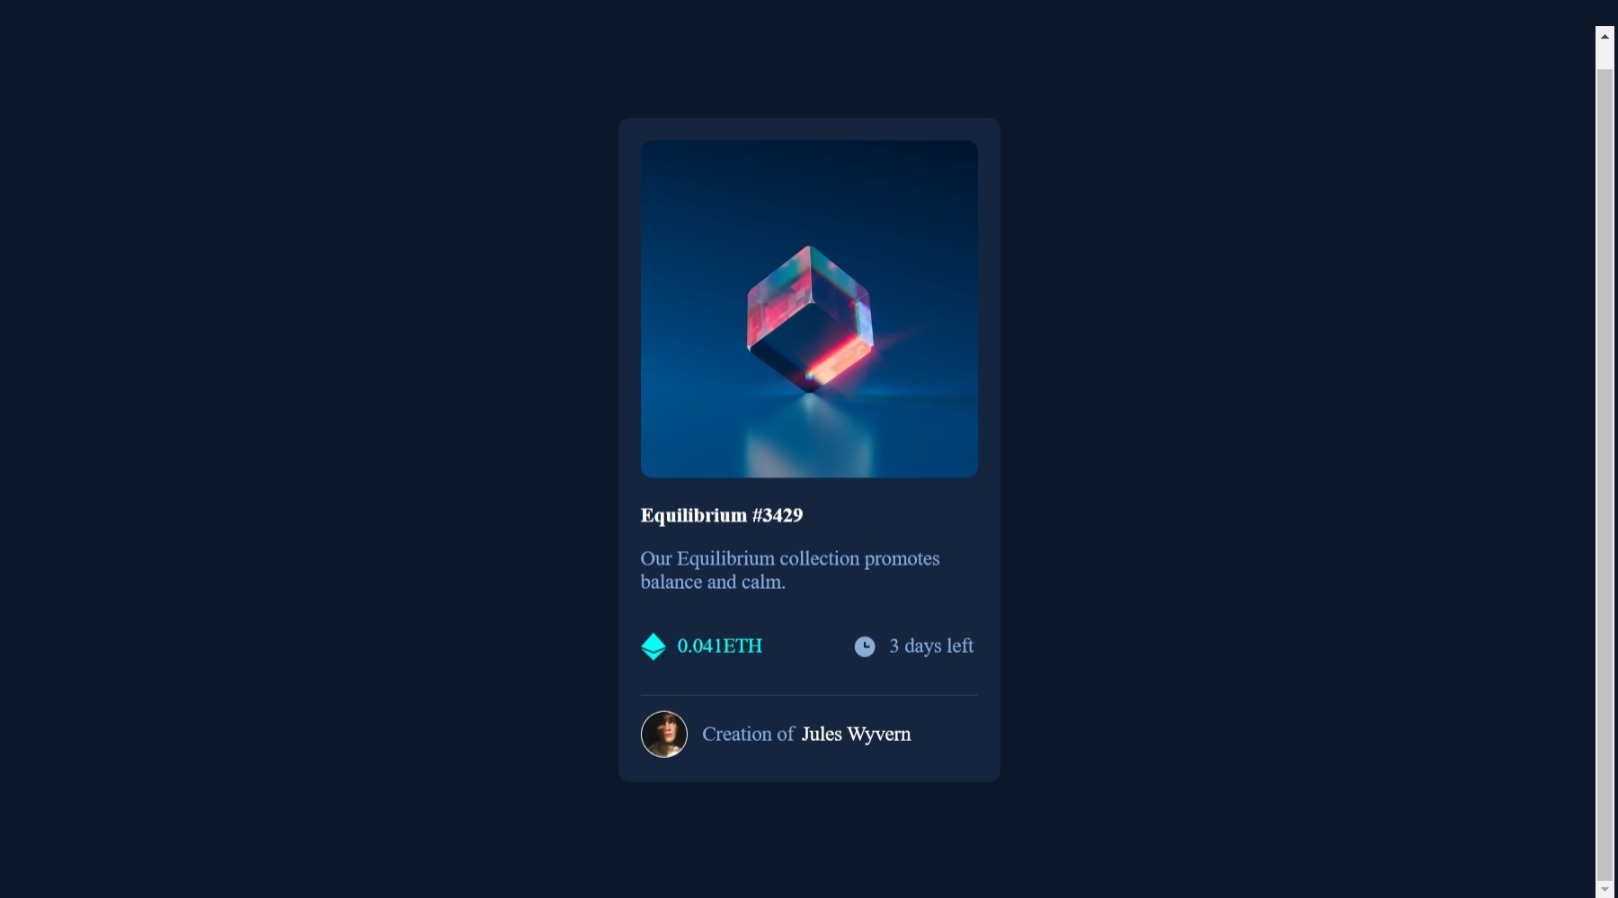 Equilibrium #3429
Our Equilibrium collection promotes
balance and calm.
0.041ETH
3 days left
Creation of Jules Wyvern